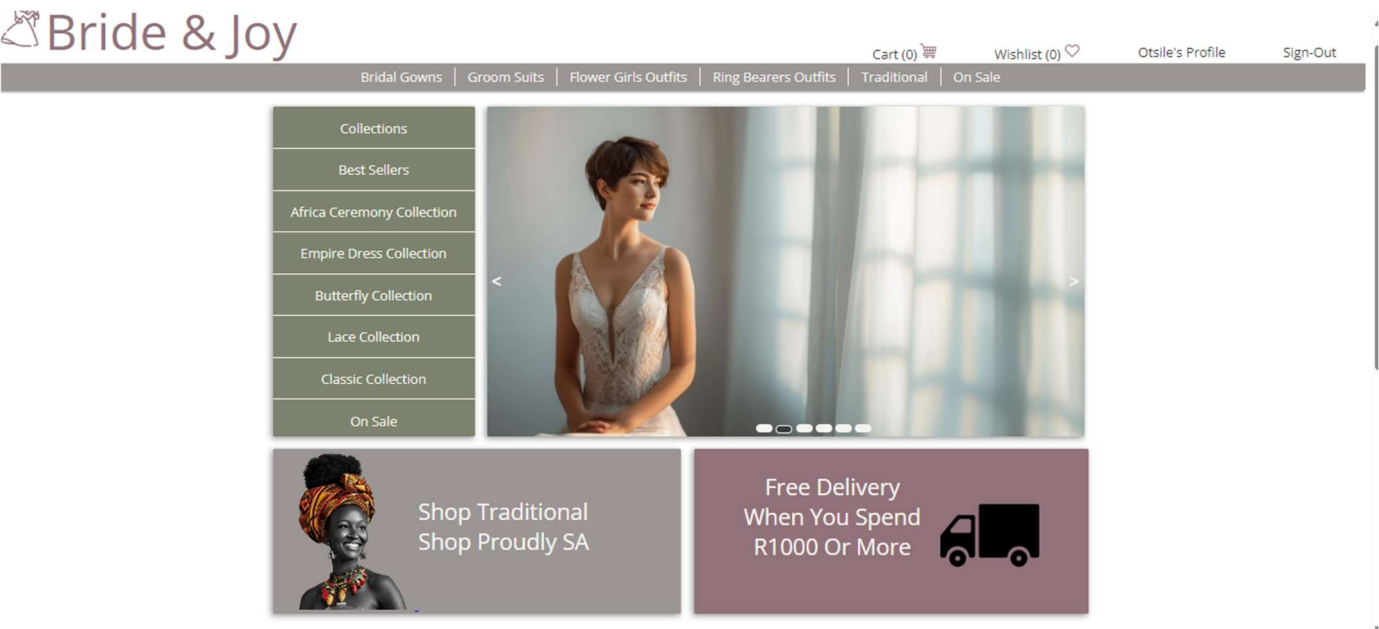 Bride & Joy
Cart (0)
Wishlist (0)
Otsile's Profile
Sign-Out
Bridal Gowns
Groom Suits
Flower Girls Outfits
Ring Bearers Outfits
Traditional
On Sale
Collections
Best Sellers
Africa Ceremony Collection
Empire Dress Collection
Butterfly Collection
Lace Collection
Classic Collection
On Sale
<
>
Shop Traditional
Shop Proudly SA
Free Delivery
When You Spend
R1000 Or More